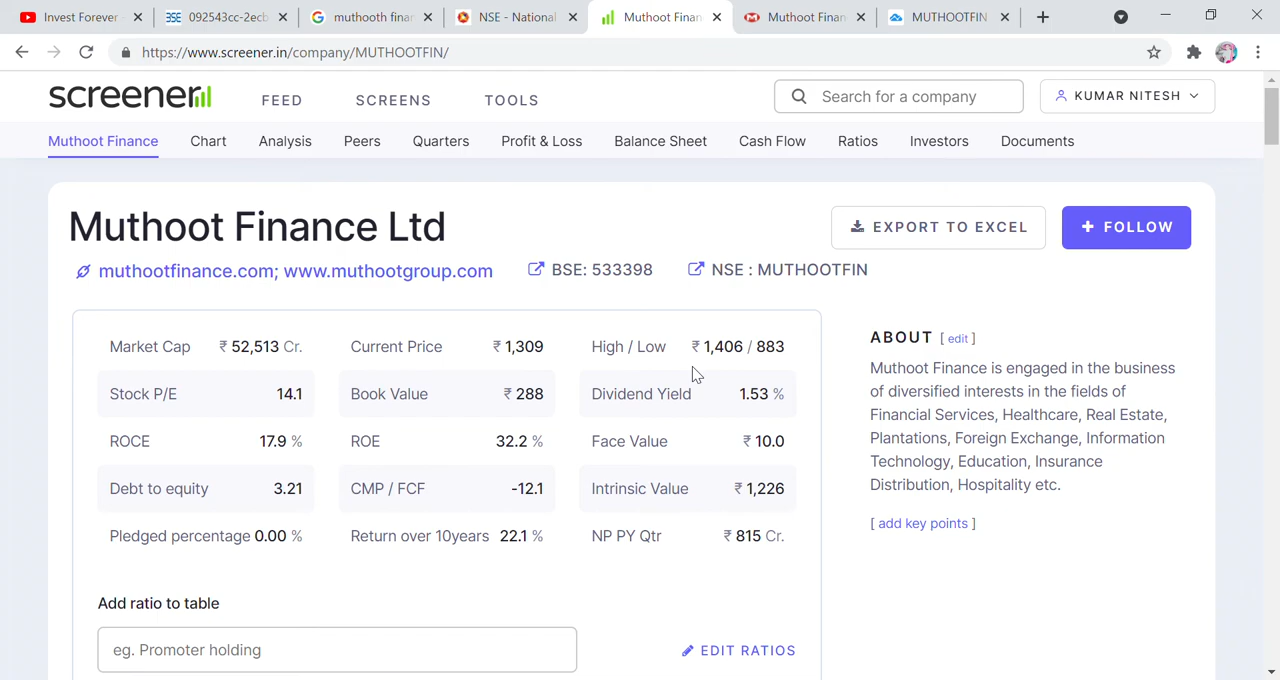 Invest Forever
092543cc-2ecb
muthooth finan
NSE - National
Muthoot Finan
Muthoot Finan
MUTHOOTFIN
https://www.screener.in/company/MUTHOOTFIN/
screener
FEED
SCREENS
TOOLS
Search for a company
KUMAR NITESH
Muthoot Finance
Chart
Analysis
Peers
Quarters
Profit & Loss
Balance Sheet
Cash Flow
Ratios
Investors
Documents
Muthoot Finance Ltd
EXPORT TO EXCEL
+ FOLLOW
muthootfinance.com; www.muthootgroup.com
BSE: 533398
NSE : MUTHOOTFIN
Market Cap ₹ 52,513 Cr.
Current Price ₹ 1,309
High / Low ₹ 1,406 / 883
Stock P/E 14.1
Book Value ₹ 288
Dividend Yield 1.53 %
ROCE 17.9 %
ROE 32.2 %
Face Value ₹ 10.0
Debt to equity 3.21
CMP / FCF -12.1
Intrinsic Value ₹ 1,226
Pledged percentage 0.00 %
Return over 10years 22.1 %
NP PY Qtr ₹ 815 Cr.
Add ratio to table
eg. Promoter holding
EDIT RATIOS
ABOUT [ edit ]
Muthoot Finance is engaged in the business
of diversified interests in the fields of
Financial Services, Healthcare, Real Estate,
Plantations, Foreign Exchange, Information
Technology, Education, Insurance
Distribution, Hospitality etc.
[ add key points ]